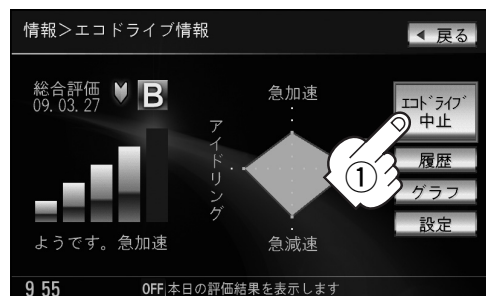 情報>エコドライブ情報
戻る
総合評価
09.03.27
B
急加速
アイドリング
急減速
エコドライブ
中止
①
履歴
グラフ
設定
ようです。急加速
9 55
OFF 本日の評価結果を表示します